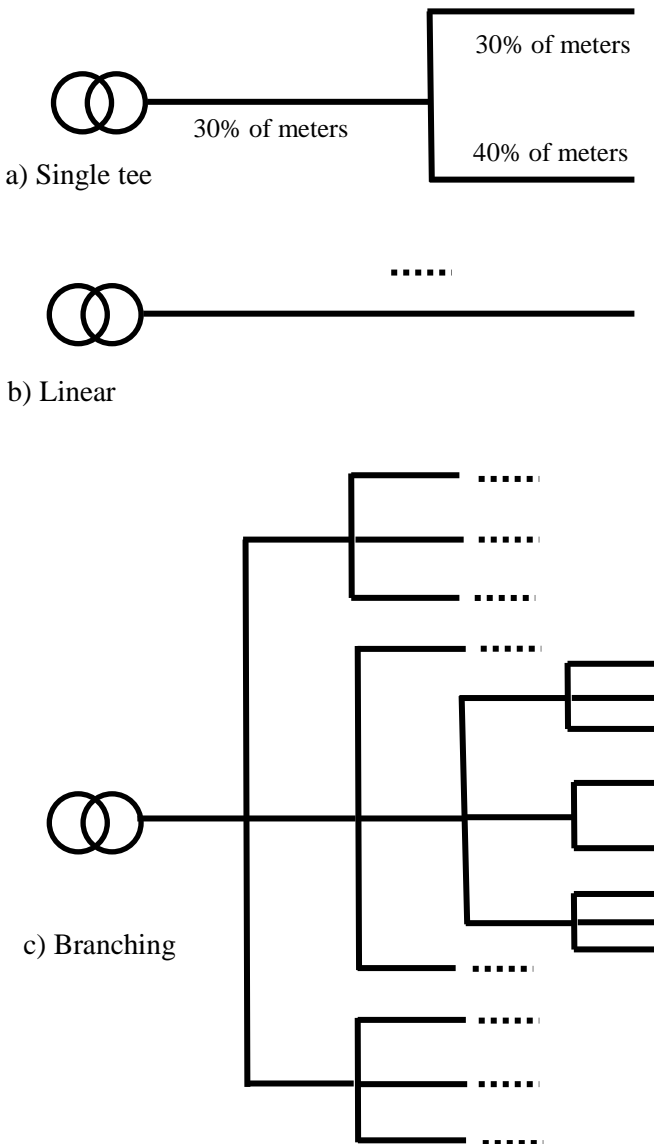 30% of meters
30% of meters
40% of meters
a) Single tee
b) Linear
c) Branching